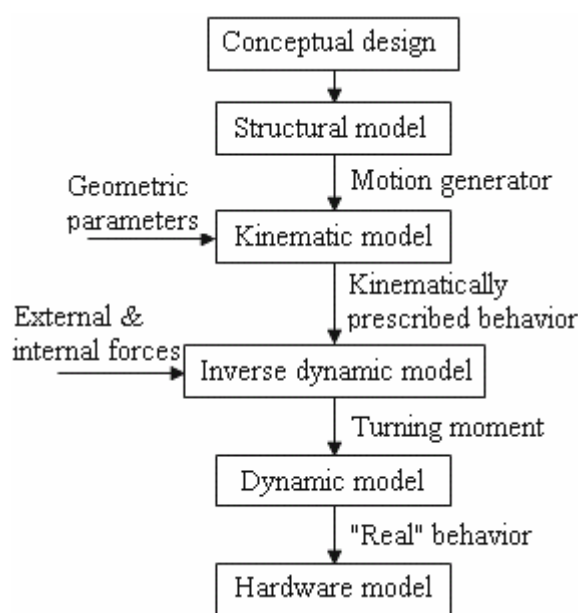 Conceptual design
Structural model
Motion generator
Geometric
parameters
Kinematic model
Kinematically
prescribed behavior
External &
internal forces
Inverse dynamic model
Turning moment
Dynamic model
"Real" behavior
Hardware model